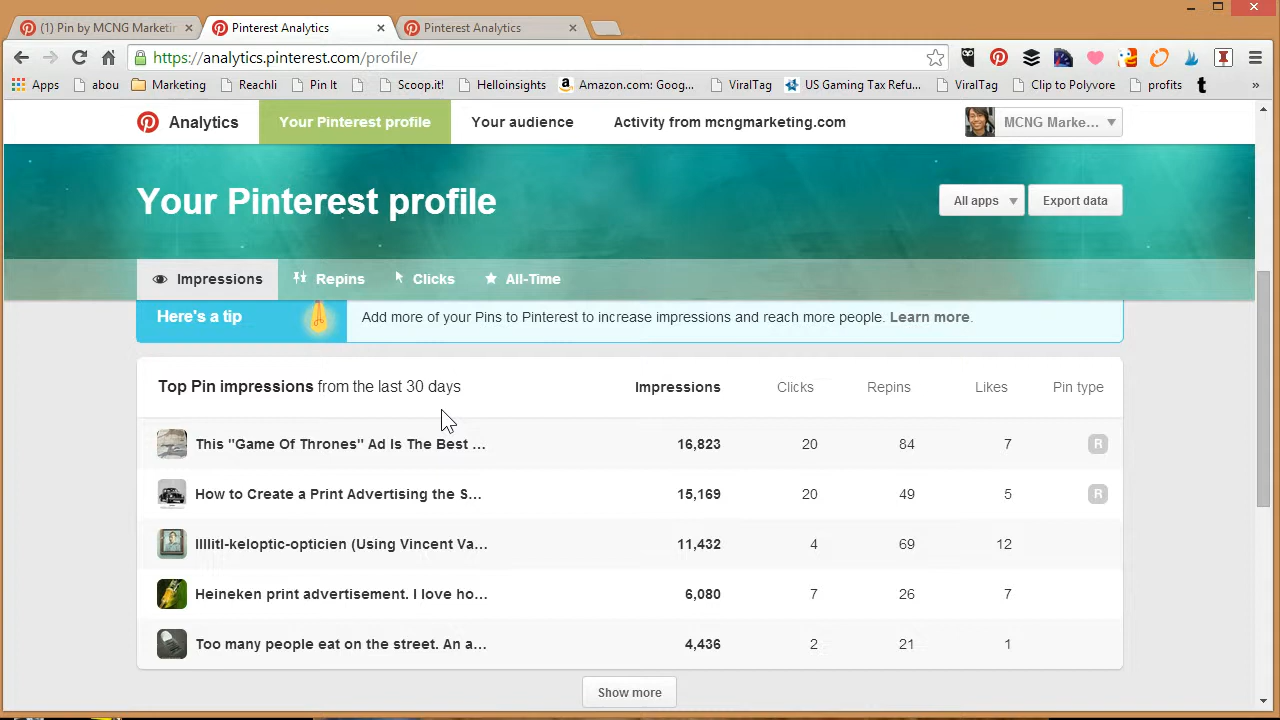 (1) Pin by MCNG Marketin
Pinterest Analytics
Pinterest Analytics
https://analytics.pinterest.com/profile/
Apps abou Marketing Reachli Pin It Scoop.it! Helloinsights Amazon.com: Goog... ViralTag US Gaming Tax Refu... ViralTag Clip to Polyvore profits »
Analytics Your Pinterest profile Your audience Activity from mcngmarketing.com MCNG Marke...
Your Pinterest profile
All apps Export data
Impressions Repins Clicks All-Time
Here's a tip Add more of your Pins to Pinterest to increase impressions and reach more people. Learn more.
Top Pin impressions from the last 30 days Impressions Clicks Repins Likes Pin type
This "Game Of Thrones" Ad Is The Best ... 16,823 20 84 7 R
How to Create a Print Advertising the S... 15,169 20 49 5 R
IIIIitI-keloptic-opticien (Using Vincent Va... 11,432 4 69 12
Heineken print advertisement. I love ho... 6,080 7 26 7
Too many people eat on the street. An a... 4,436 2 21 1
Show more